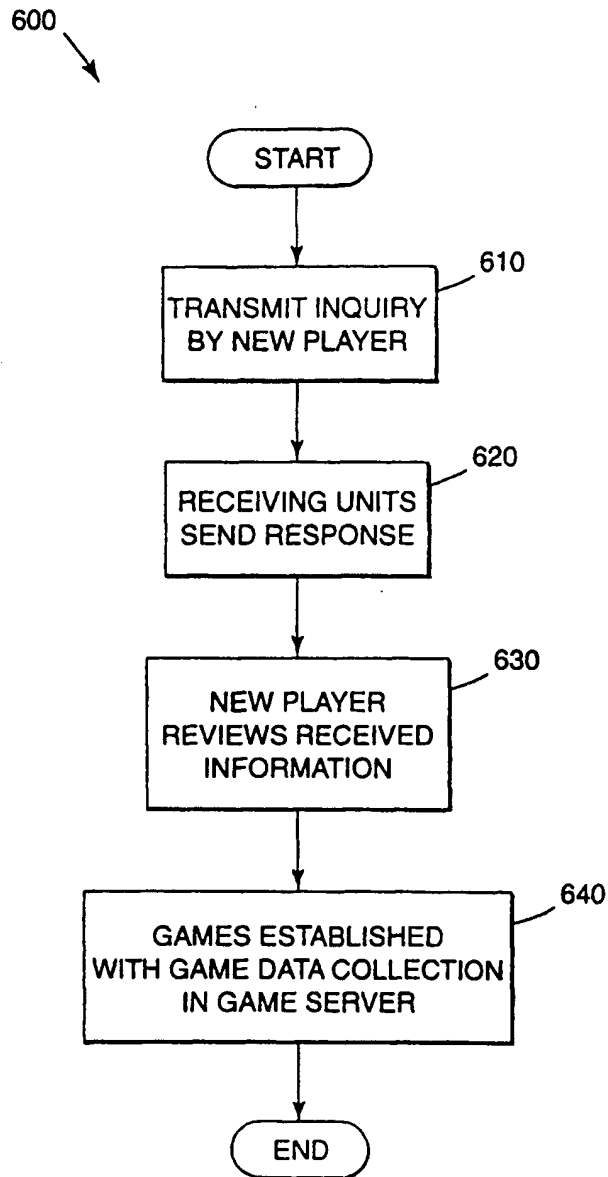 600
START
610
TRANSMIT INQUIRY
BY NEW PLAYER
620
RECEIVING UNITS
SEND RESPONSE
630
NEW PLAYER
REVIEWS RECEIVED
INFORMATION
640
GAMES ESTABLISHED
WITH GAME DATA COLLECTION
IN GAME SERVER
END